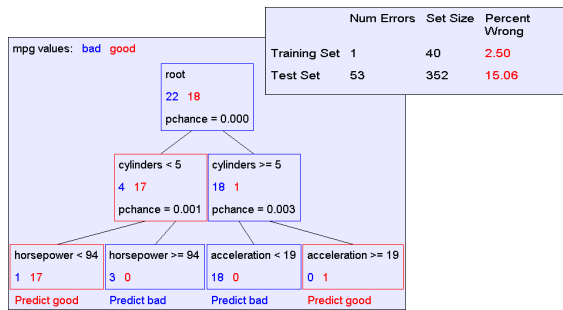 Num Errors Set Size Percent Wrong
Training Set 1 40 2.50
Test Set 53 352 15.06
mpg values: bad good
root
22 18
pchance = 0.000
cylinders < 5 cylinders >= 5
4 17 18 1
pchance = 0.001 pchance = 0.003
horsepower < 94 horsepower >= 94 acceleration < 19 acceleration >= 19
1 17 3 0 18 0 0 1
Predict good Predict bad Predict bad Predict good